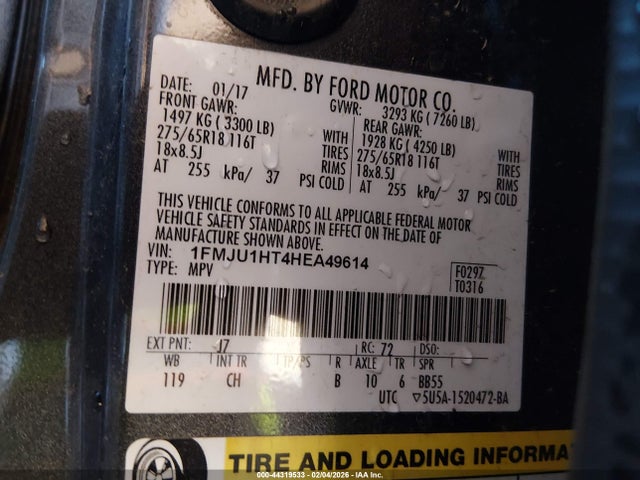 MFD. BY FORD MOTOR CO.
DATE: 01/17 GVWR: 3293 KG ( 7260 LB)
FRONT GAWR: REAR GAWR:
1497 KG ( 3300 LB) WITH 1928 KG ( 4250 LB) WITH
275/65R18 116T TIRES 275/65R18 116T TIRES
18x8.5J RIMS 18x8.5J RIMS
AT 255 kPa/ 37 PSI COLD AT 255 kPa/ 37 PSI COLD
THIS VEHICLE CONFORMS TO ALL APPLICABLE FEDERAL MOTOR
VEHICLE SAFETY STANDARDS IN EFFECT ON THE DATE OF
MANUFACTURE SHOWN ABOVE.
VIN: 1FMJU1HT4HEA49614
TYPE: MPV
F0297
T0316
EXT PNT: J7 RC: 72 DSO:
WB INT TR TP/PS R AXLE TR SPR
119 CH B 10 6 BB55
UTC ▽5U5A-1520472-BA
TIRE AND LOADING INFORMA
000-44319533 - 02/04/2026 - IAA Inc.